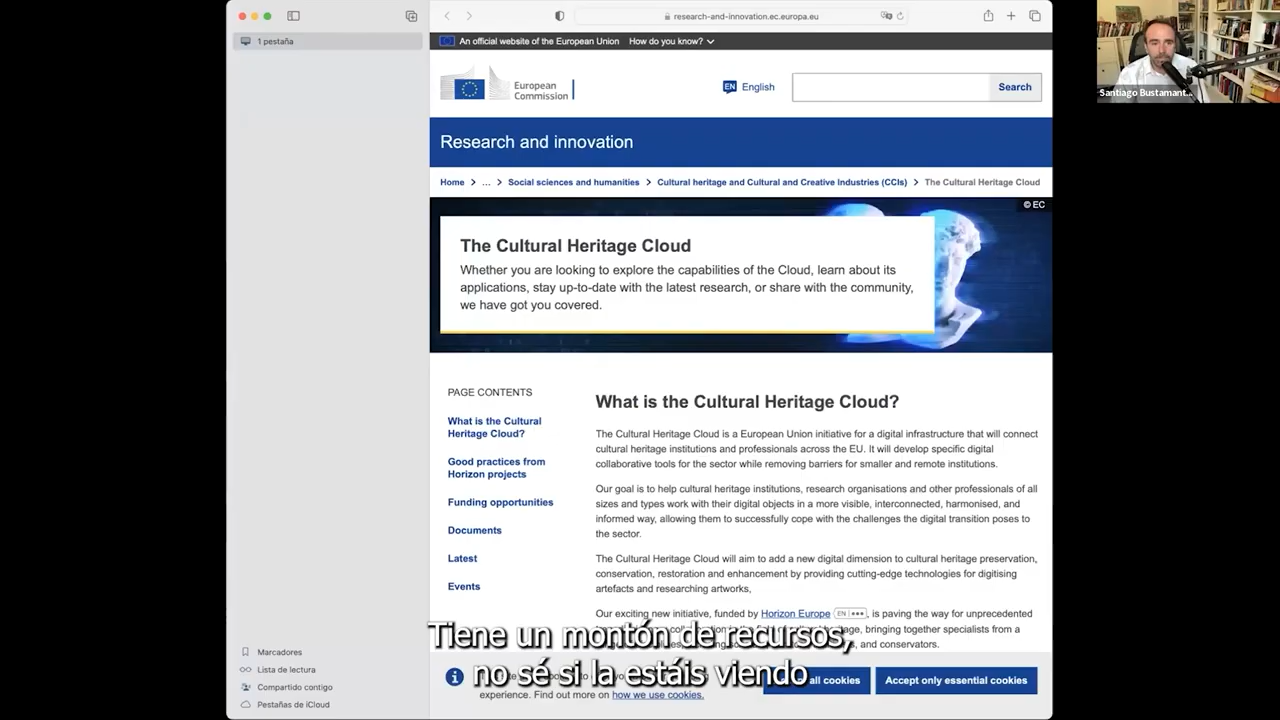 1 pestaña
research-and-innovation.ec.europa.eu
An official website of the European Union How do you know?
European
Commission
EN English
Search
Research and innovation
Home > ... > Social sciences and humanities > Cultural heritage and Cultural and Creative Industries (CCIs) > The Cultural Heritage Cloud
© EC
The Cultural Heritage Cloud
Whether you are looking to explore the capabilities of the Cloud, learn about its
applications, stay up-to-date with the latest research, or share with the community,
we have got you covered.
PAGE CONTENTS
What is the Cultural
Heritage Cloud?
Good practices from
Horizon projects
Funding opportunities
Documents
Latest
Events
What is the Cultural Heritage Cloud?
The Cultural Heritage Cloud is a European Union initiative for a digital infrastructure that will connect
cultural heritage institutions and professionals across the EU. It will develop specific digital
collaborative tools for the sector while removing barriers for smaller and remote institutions.
Our goal is to help cultural heritage institutions, research organisations and other professionals of all
sizes and types work with their digital objects in a more visible, interconnected, harmonised, and
informed way, allowing them to successfully cope with the challenges the digital transition poses to
the sector.
The Cultural Heritage Cloud will aim to add a new digital dimension to cultural heritage preservation,
conservation, restoration and enhancement by providing cutting-edge technologies for digitising
artefacts and researching artworks,
Our exciting new initiative, funded by Horizon Europe EN •••, is paving the way for unprecedented
heritage, bringing together specialists from a
and conservators.
experience. Find out more on how we use cookies.
all cookies
Accept only essential cookies
Marcadores
Lista de lectura
Compartido contigo
Pestañas de iCloud
Santiago Bustamant...
Tiene un montón de recursos,
no sé si la estáis viendo